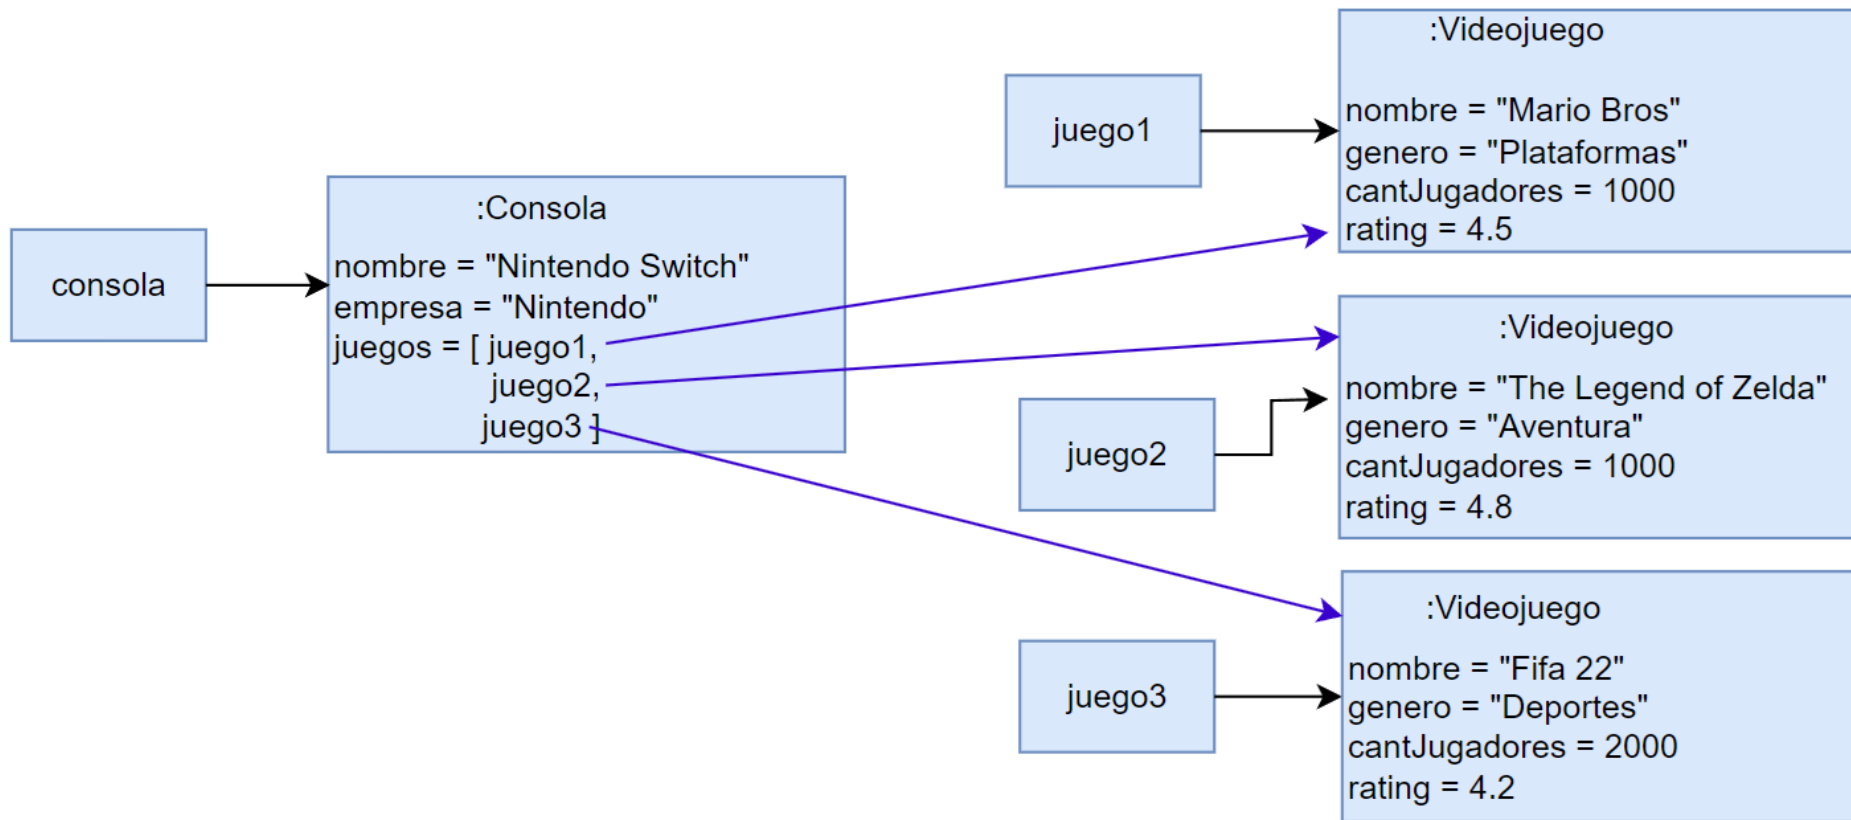 consola
:Consola
nombre = "Nintendo Switch"
empresa = "Nintendo"
juegos = [ juego1,
juego2,
juego3 ]
juego1
:Videojuego
nombre = "Mario Bros"
genero = "Plataformas"
cantJugadores = 1000
rating = 4.5
juego2
:Videojuego
nombre = "The Legend of Zelda"
genero = "Aventura"
cantJugadores = 1000
rating = 4.8
juego3
:Videojuego
nombre = "Fifa 22"
genero = "Deportes"
cantJugadores = 2000
rating = 4.2